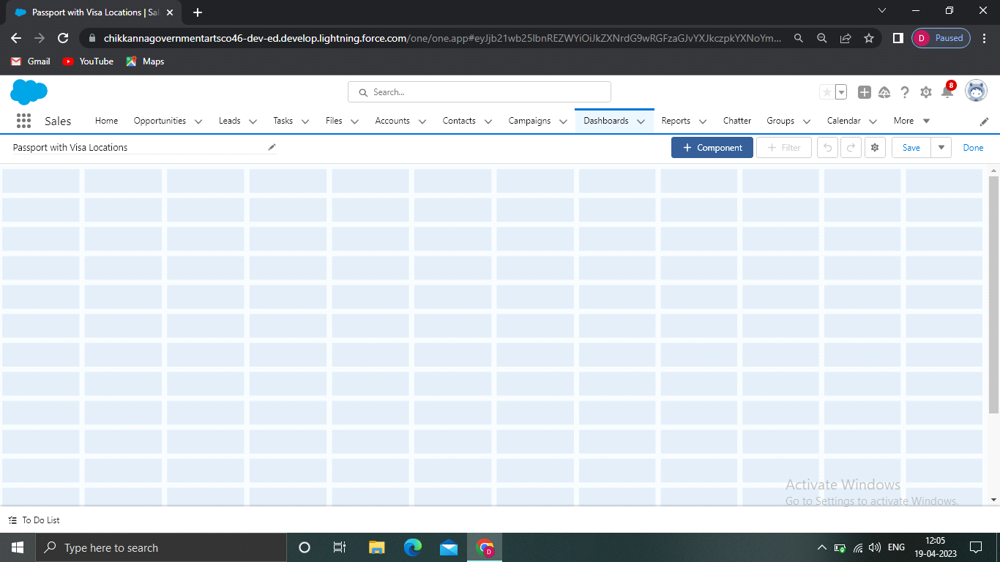 Passport with Visa Locations | Sal
chikkannagovernmentartsco46-dev-ed.develop.lightning.force.com/one/one.app#eyJjb21wb25lbnREZWYiOiJkZXNrdG9wRGFzaGJvYXJkczpkYXNoYm...
D Paused
Gmail YouTube Maps
Search...
8
Sales Home Opportunities Leads Tasks Files Accounts Contacts Campaigns Dashboards Reports Chatter Groups Calendar More
Passport with Visa Locations
+ Component + Filter Save Done
Activate Windows
Go to Settings to activate Windows.
To Do List
Type here to search
D
ENG
12:05
19-04-2023